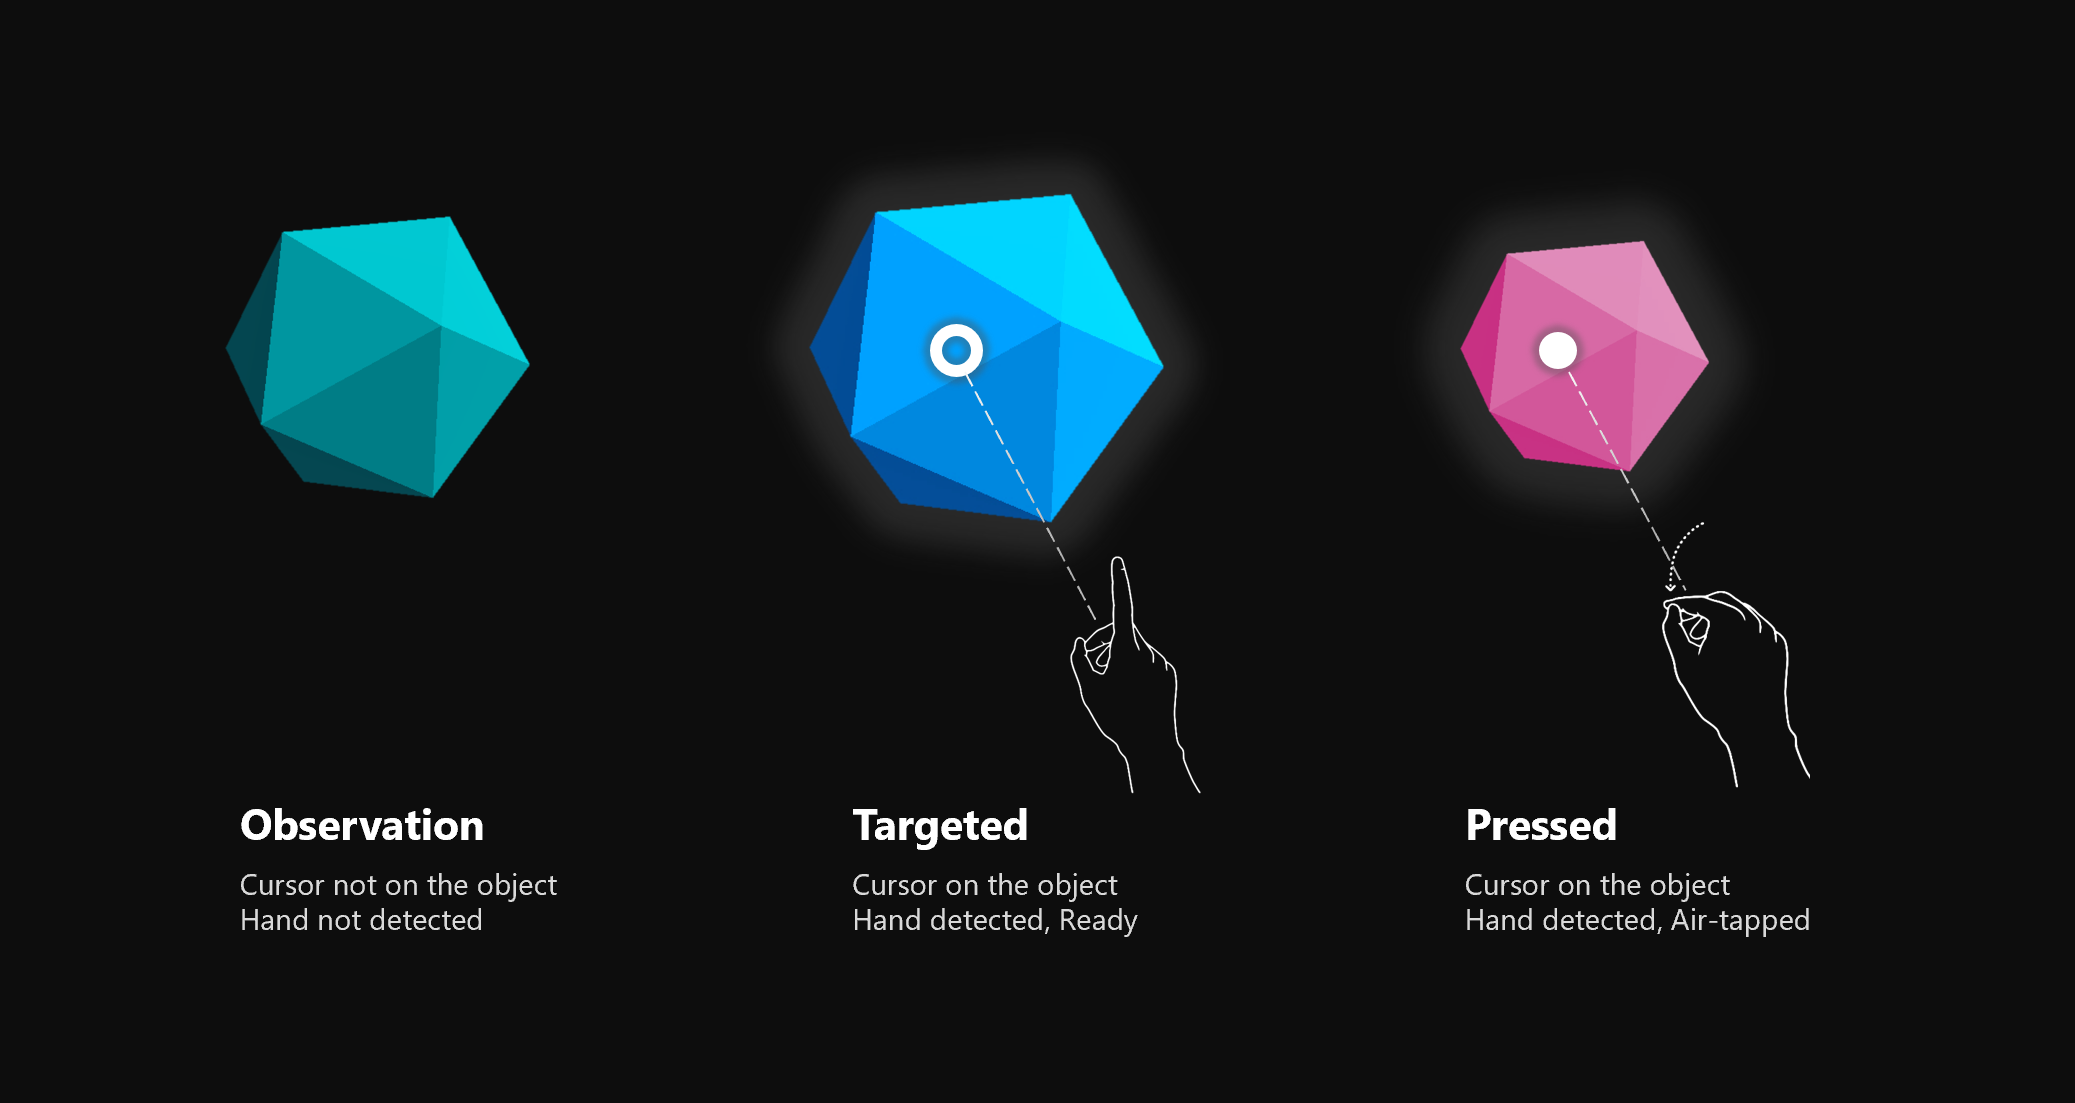 Observation
Cursor not on the object
Hand not detected
Targeted
Cursor on the object
Hand detected, Ready
Pressed
Cursor on the object
Hand detected, Air-tapped